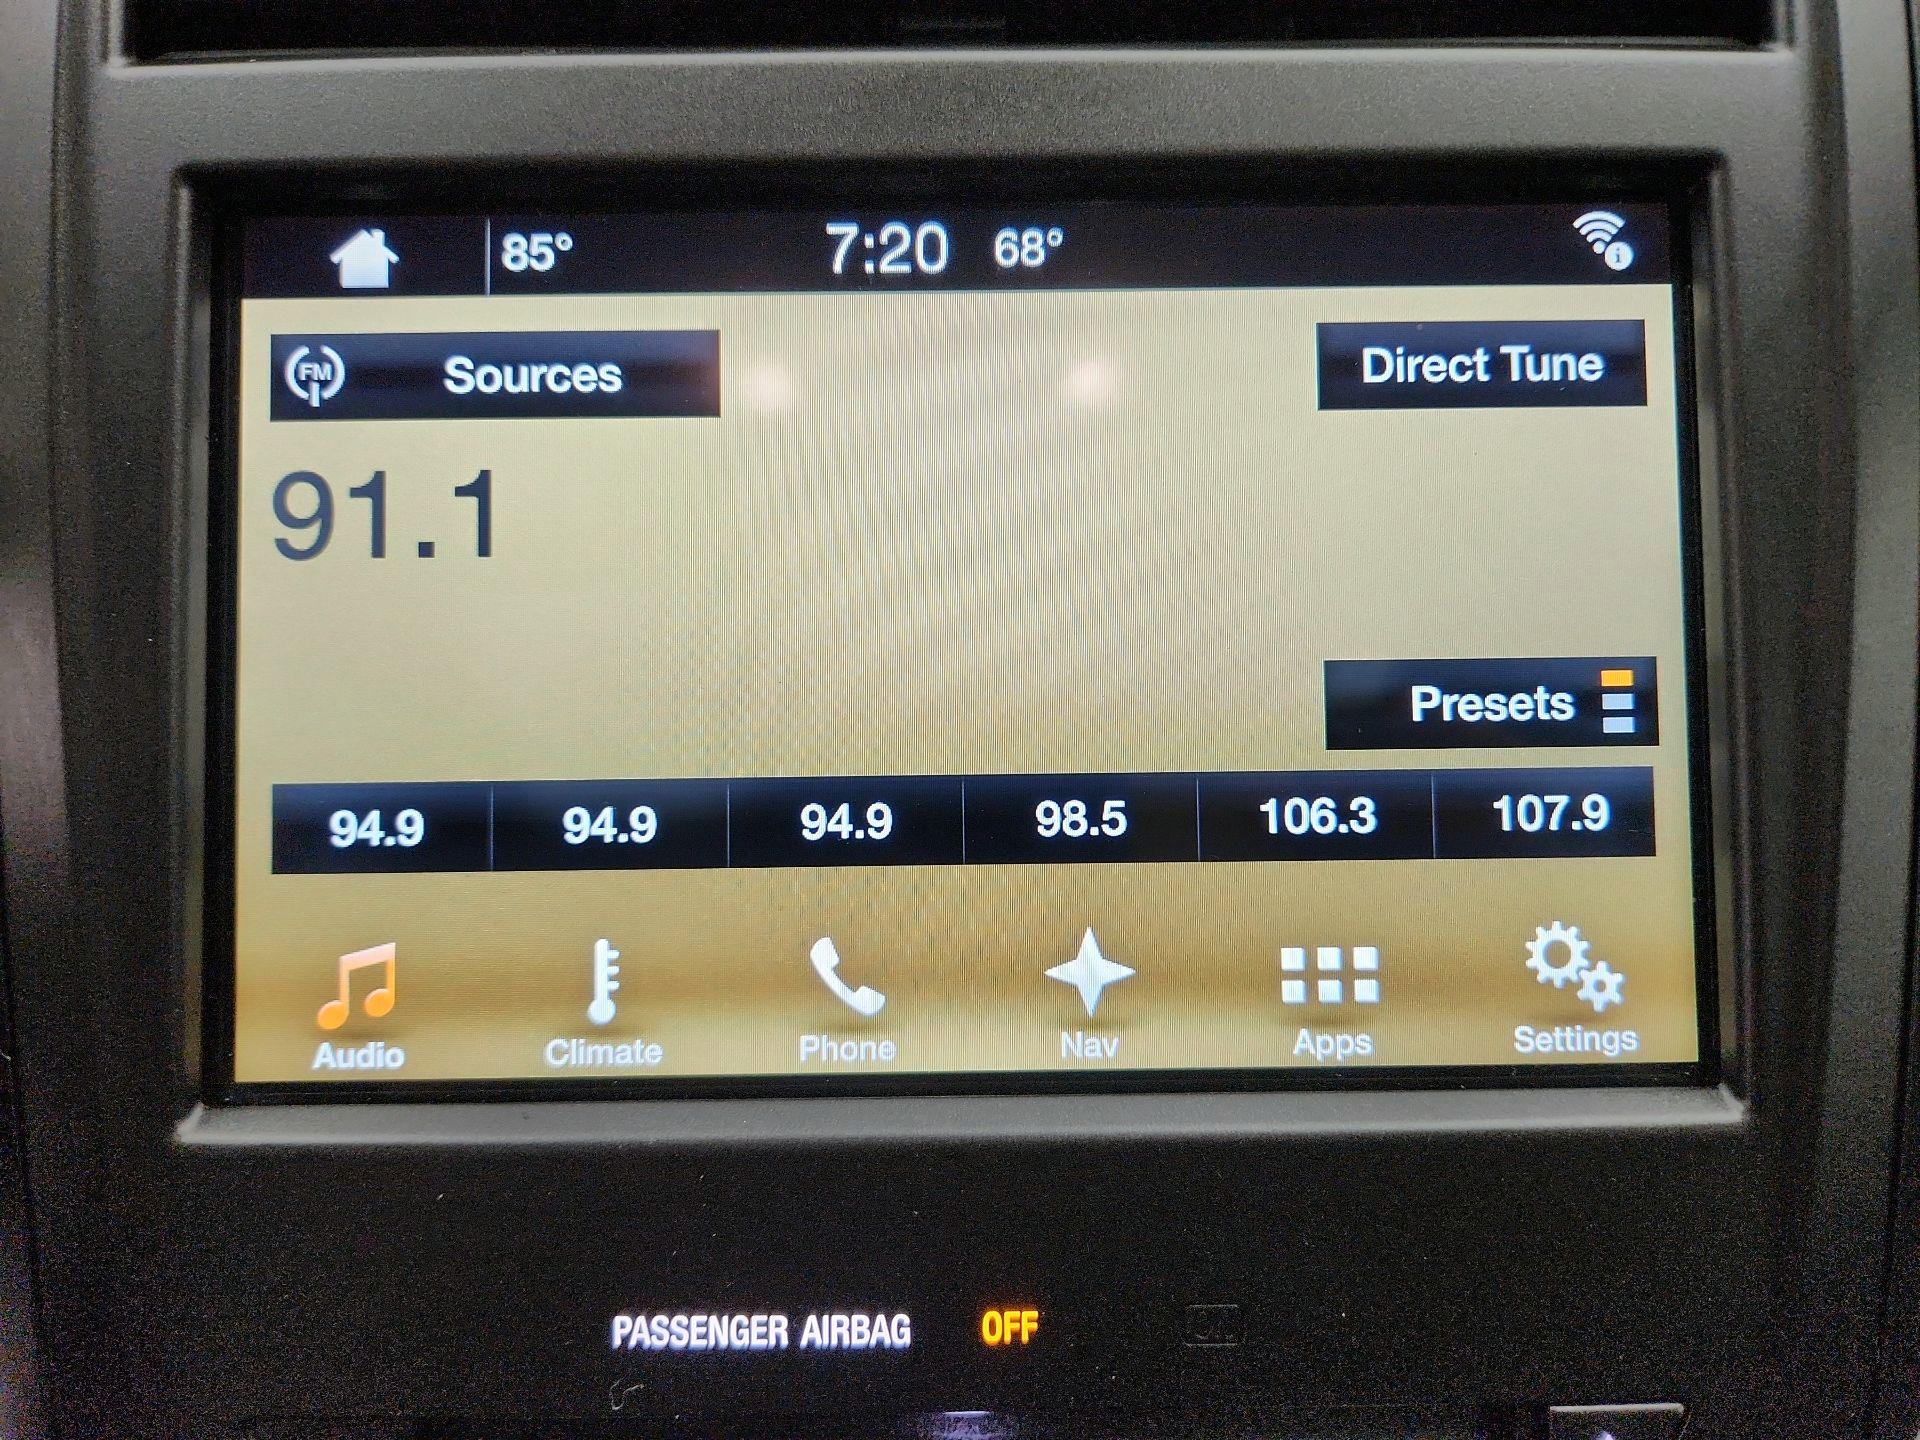 85° 7:20 68°
FM Sources Direct Tune
91.1
Presets
94.9 94.9 94.9 98.5 106.3 107.9
Audio Climate Phone Nav Apps Settings
PASSENGER AIRBAG OFF